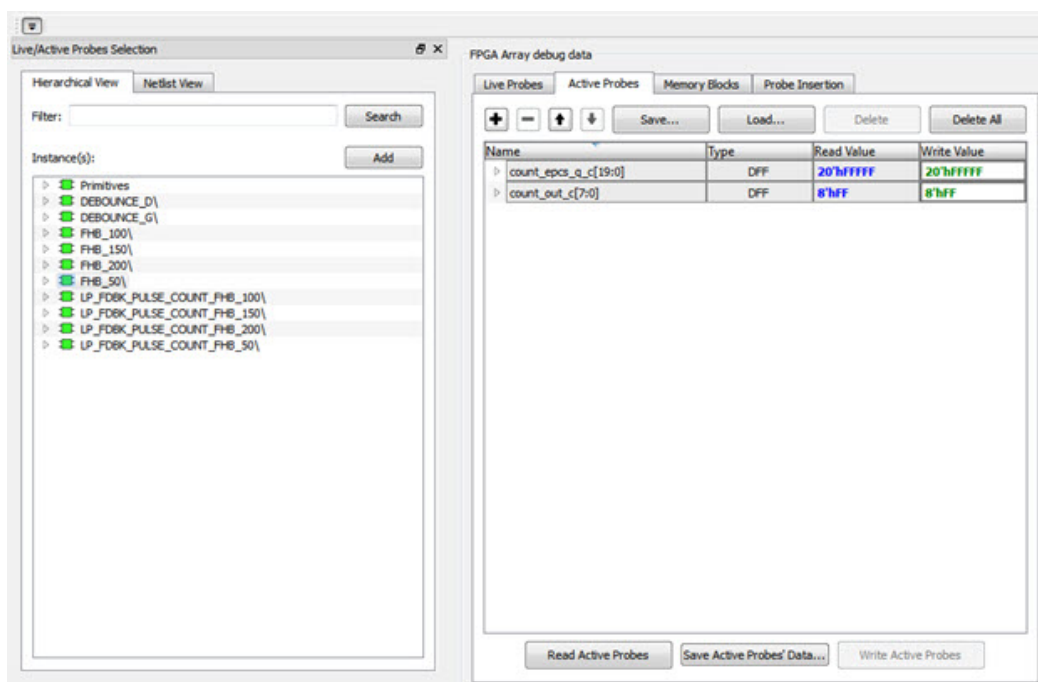 Live/Active Probes Selection
Hierarchical View Netlist View
Filter: Search
Instance(s): Add
Primitives
DEBOUNCE_D\
DEBOUNCE_G\
FHB_100\
FHB_150\
FHB_200\
FHB_50\
LP_FDBK_PULSE_COUNT_FHB_100\
LP_FDBK_PULSE_COUNT_FHB_150\
LP_FDBK_PULSE_COUNT_FHB_200\
LP_FDBK_PULSE_COUNT_FHB_50\
FPGA Array debug data
Live Probes Active Probes Memory Blocks Probe Insertion
Save... Load... Delete Delete All
Name Type Read Value Write Value
count_epcs_q_c[19:0] DFF 20'hFFFFF 20'hFFFFF
count_out_c[7:0] DFF 8'hFF 8'hFF
Read Active Probes Save Active Probes' Data... Write Active Probes